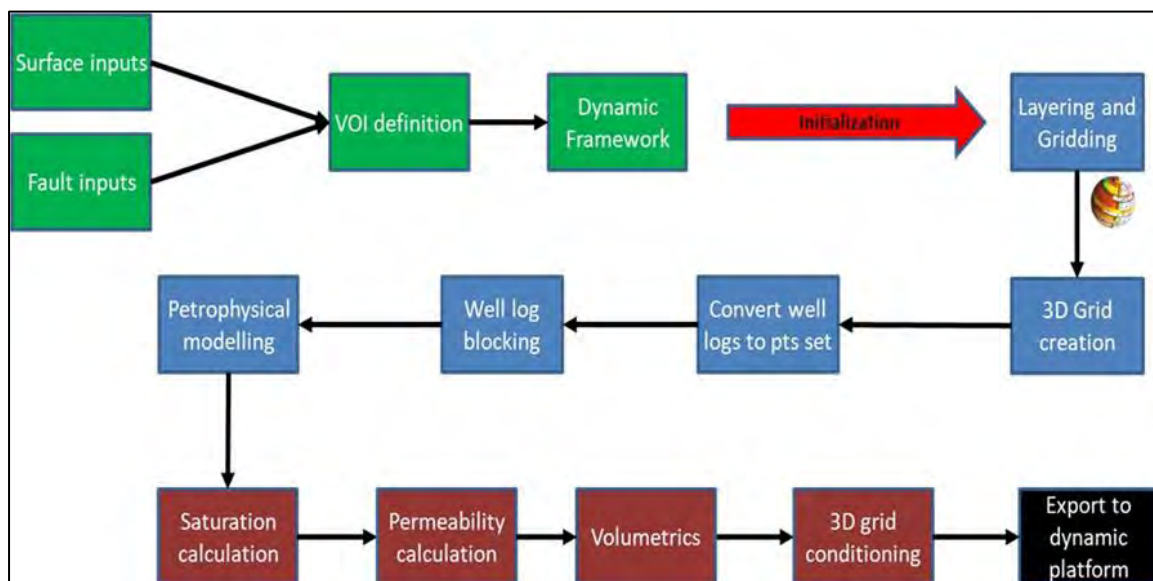 Surface inputs
Fault inputs
VOI definition
Dynamic
Framework
Initialization
Layering and
Gridding
Petrophysical
modelling
Well log
blocking
Convert well
logs to pts set
3D Grid
creation
Saturation
calculation
Permeability
calculation
Volumetrics
3D grid
conditioning
Export to
dynamic
platform